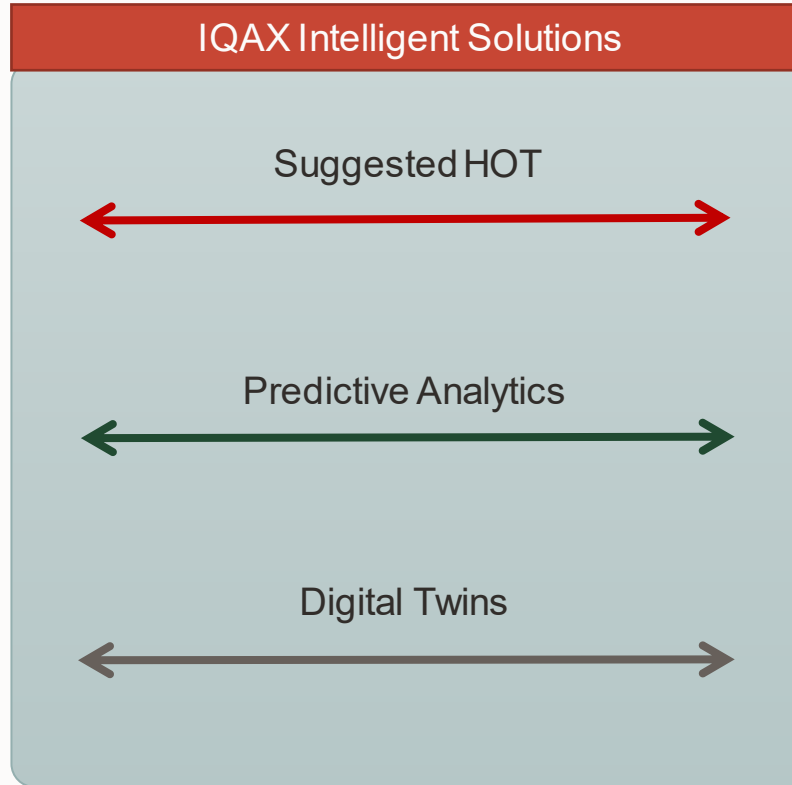 IQAX Intelligent Solutions
Suggested HOT
Predictive Analytics
Digital Twins